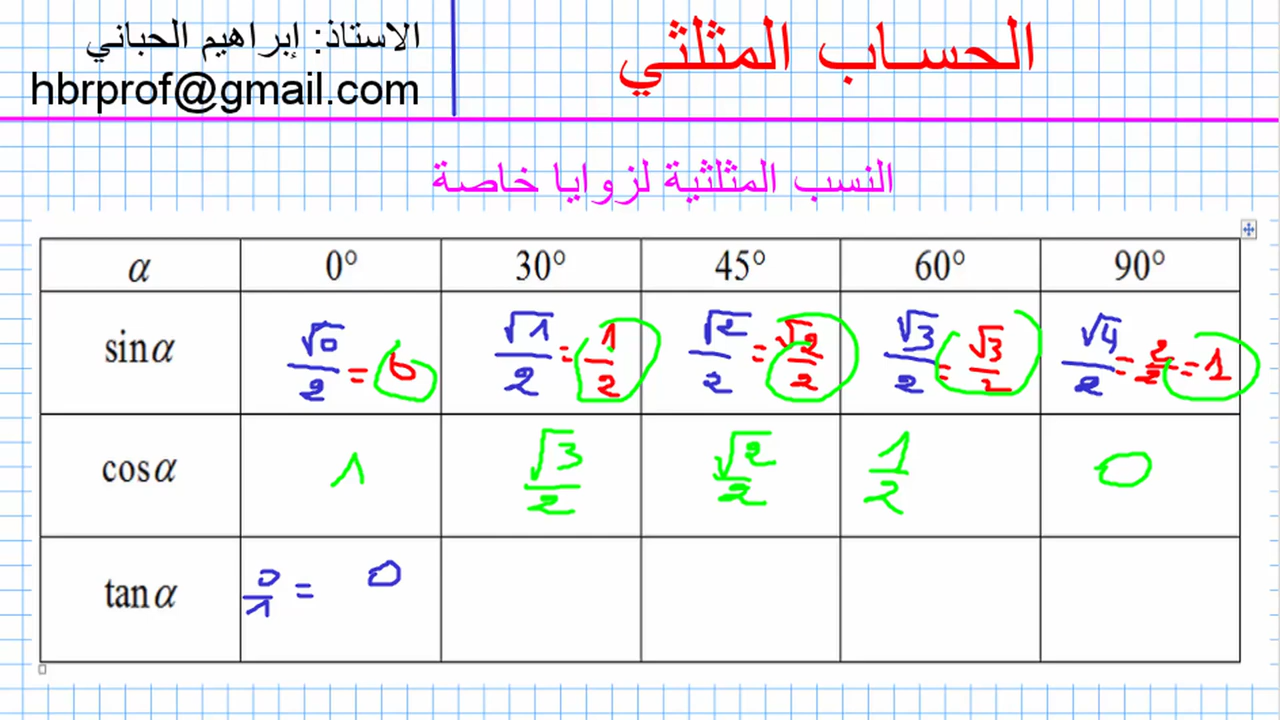 الحساب المثلثي
الاستاذ: إبراهيم الحباني
hbrprof@gmail.com
النسب المثلثية لزوايا خاصة
α 0° 30° 45° 60° 90°
sinα √0/2 = 0 √1/2 = 1/2 √2/2 = √2/2 √3/2 = √3/2 √4/2 = 2/2 = 1
cosα 1 √3/2 √2/2 1/2 0
tanα 0/1 = 0